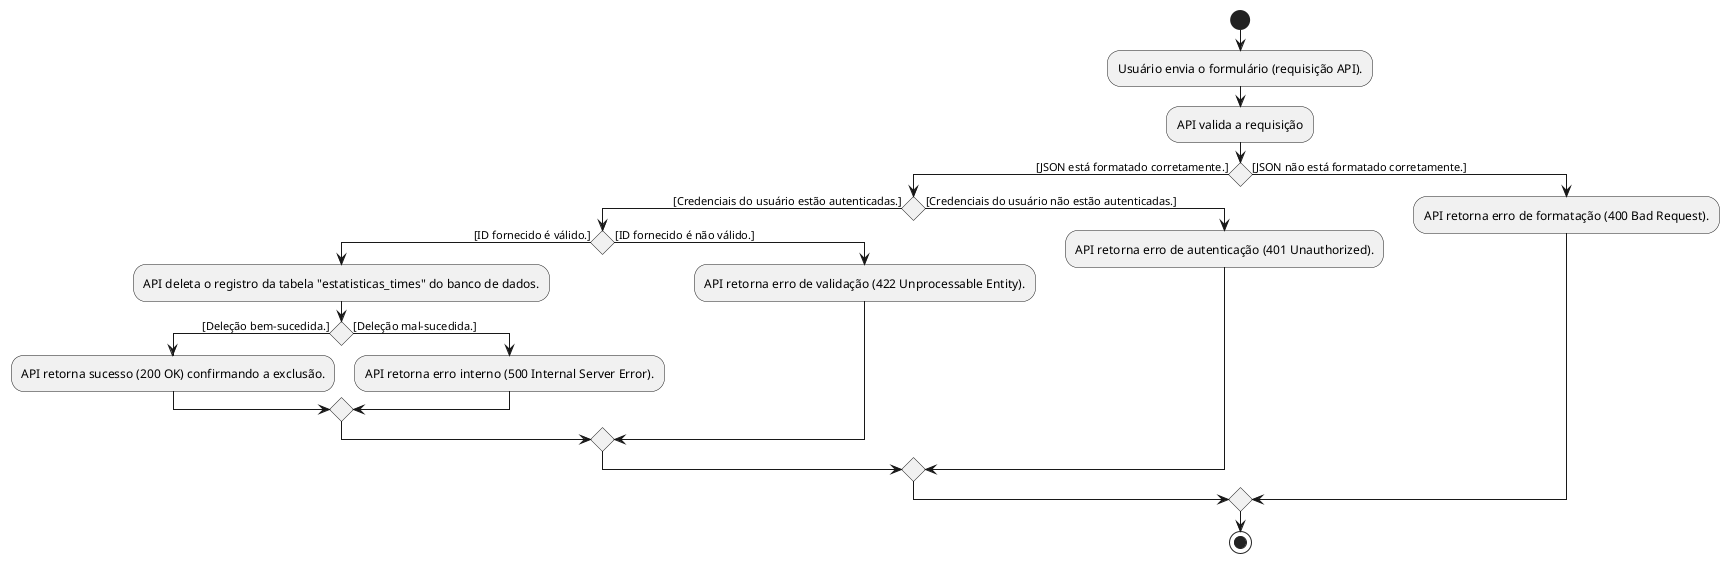 Usuário envia o formulário (requisição API).
API valida a requisição
[JSON está formatado corretamente.]
[JSON não está formatado corretamente.]
[Credenciais do usuário estão autenticadas.]
[Credenciais do usuário não estão autenticadas.]
API retorna erro de formatação (400 Bad Request).
[ID fornecido é válido.]
[ID fornecido é não válido.]
API retorna erro de autenticação (401 Unauthorized).
API deleta o registro da tabela "estatisticas_times" do banco de dados.
API retorna erro de validação (422 Unprocessable Entity).
[Deleção bem-sucedida.]
[Deleção mal-sucedida.]
API retorna sucesso (200 OK) confirmando a exclusão.
API retorna erro interno (500 Internal Server Error).